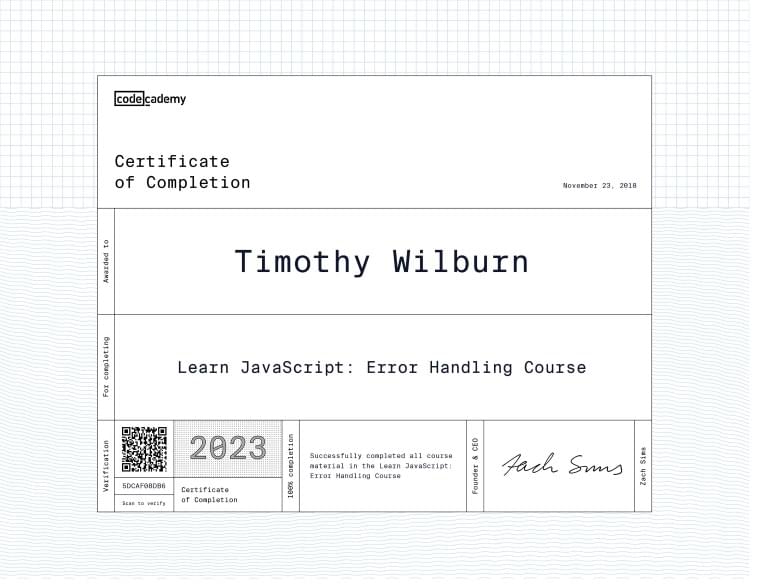 codecademy
Certificate
of Completion
November 23, 2018
Awarded to
Timothy Wilburn
For completing
Learn JavaScript: Error Handling Course
Verification
5DCAF08DB6
Scan to verify
2023
Certificate
of Completion
100% completion
Successfully completed all course
material in the Learn JavaScript:
Error Handling Course
Founder & CEO
Zach Sims
Zach Sims